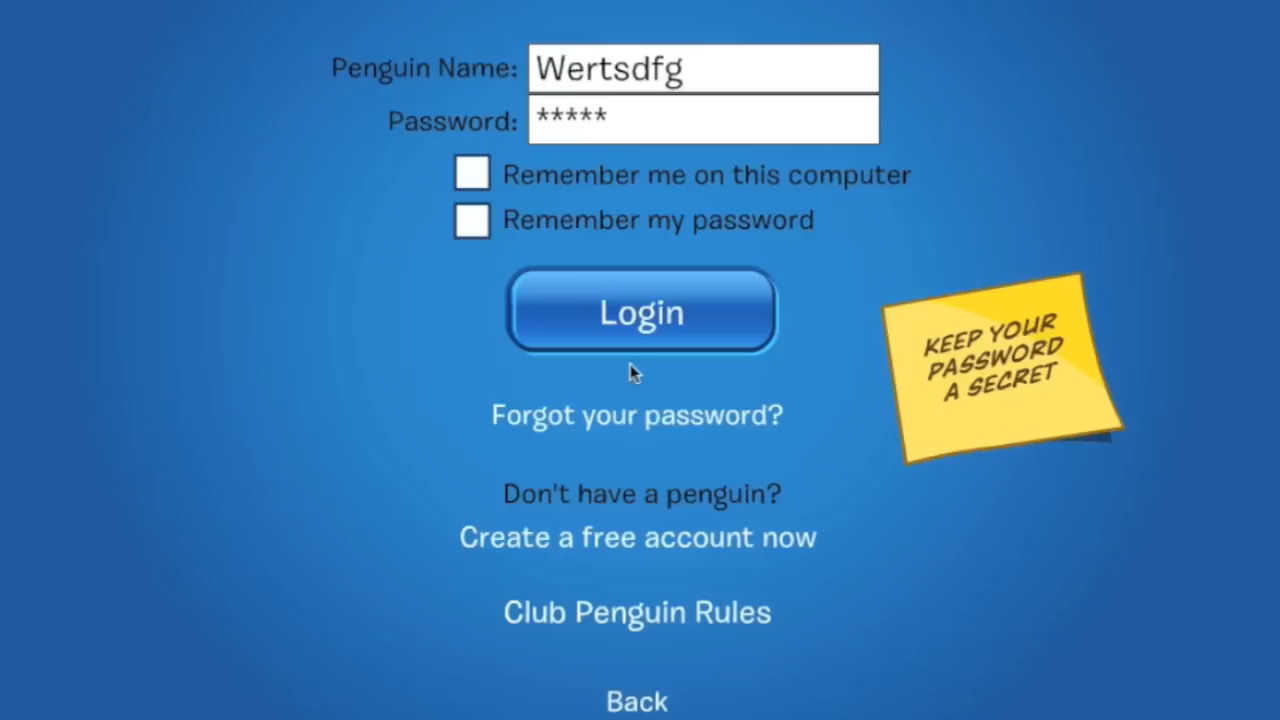 Penguin Name: Wertsdfg
Password: *****
Remember me on this computer
Remember my password
Login
KEEP YOUR
PASSWORD
A SECRET
Forgot your password?
Don't have a penguin?
Create a free account now
Club Penguin Rules
Back